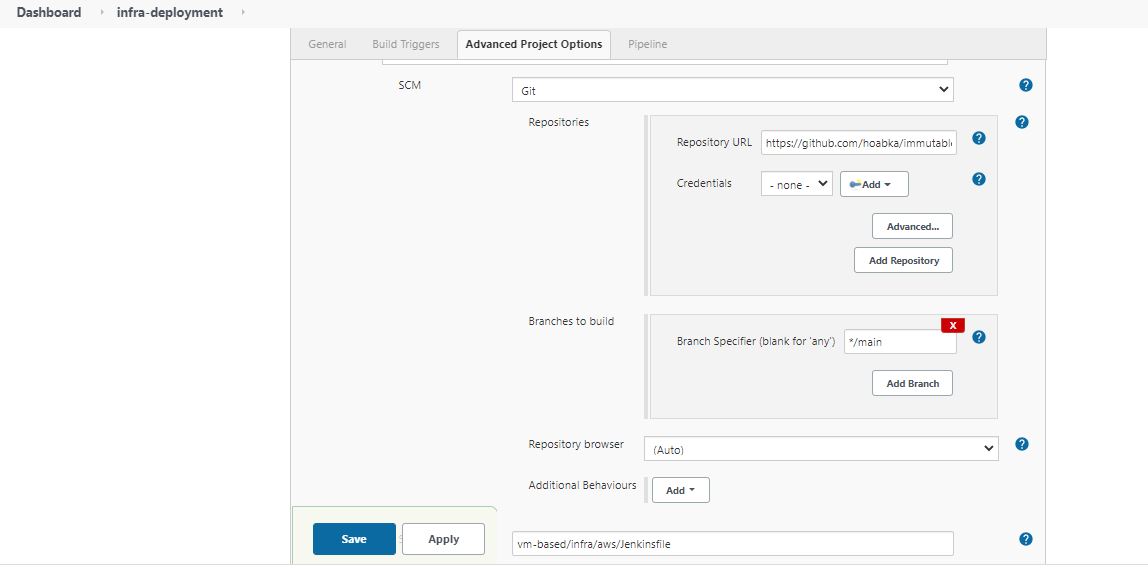 Dashboard infra-deployment
General Build Triggers Advanced Project Options Pipeline
SCM Git ?
Repositories ?
Repository URL https://github.com/hoabka/immutabl ?
Credentials - none - Add ?
Advanced...
Add Repository
Branches to build
X
Branch Specifier (blank for 'any') */main ?
Add Branch
Repository browser (Auto) ?
Additional Behaviours Add
Save Apply vm-based/infra/aws/Jenkinsfile ?